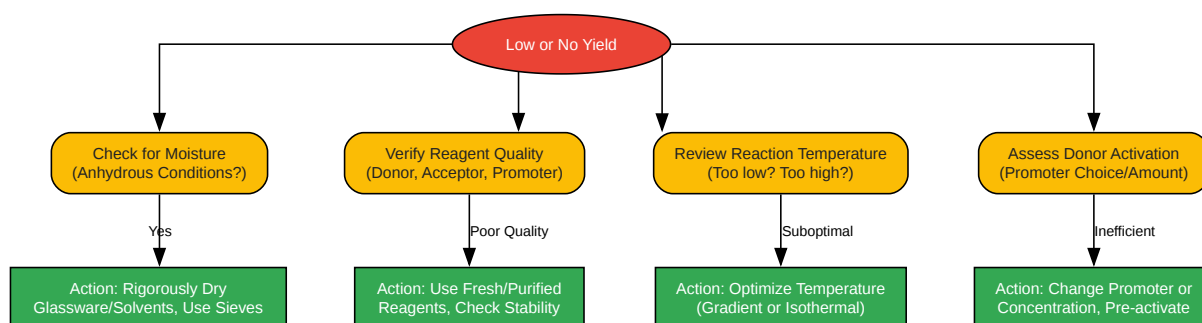 Low or No Yield
Check for Moisture
(Anhydrous Conditions?)
Verify Reagent Quality
(Donor, Acceptor, Promoter)
Review Reaction Temperature
(Too low? Too high?)
Assess Donor Activation
(Promoter Choice/Amount)
Yes
Poor Quality
Suboptimal
Inefficient
Action: Rigorously Dry
Glassware/Solvents, Use Sieves
Action: Use Fresh/Purified
Reagents, Check Stability
Action: Optimize Temperature
(Gradient or Isothermal)
Action: Change Promoter or
Concentration, Pre-activate